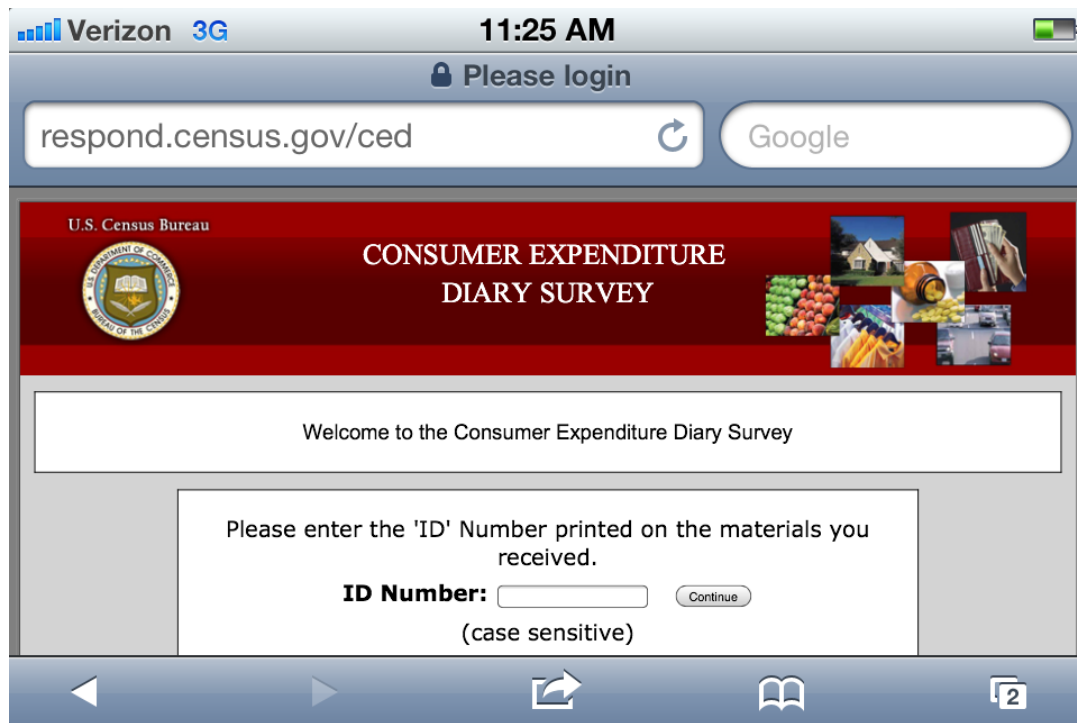 Verizon 3G 11:25 AM
Please login
respond.census.gov/ced Google
U.S. Census Bureau
CONSUMER EXPENDITURE
DIARY SURVEY
Welcome to the Consumer Expenditure Diary Survey
Please enter the 'ID' Number printed on the materials you
received.
ID Number: Continue
(case sensitive)
2